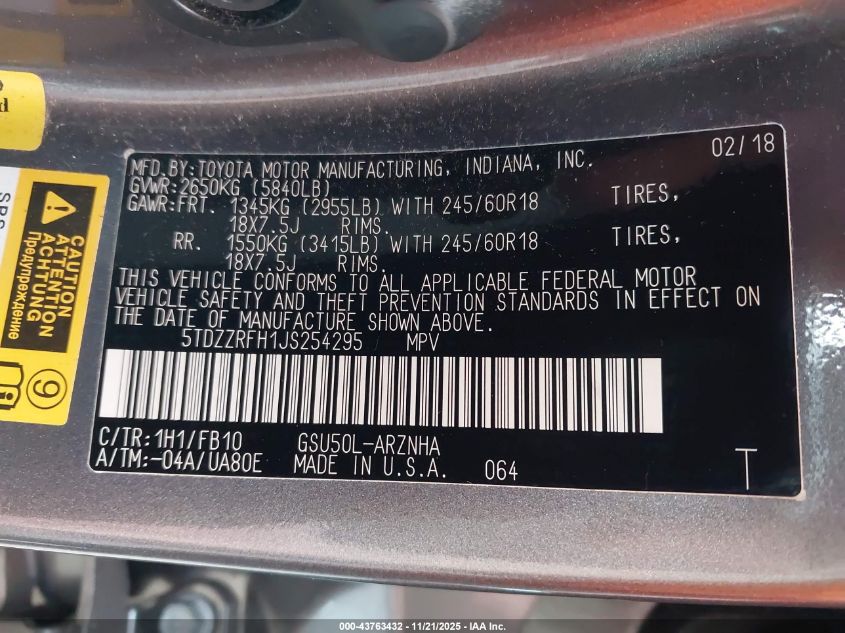 MFD.BY:TOYOTA MOTOR MANUFACTURING, INDIANA, INC. 02/18
GVWR:2650KG (5840LB)
GAWR:FRT. 1345KG (2955LB) WITH 245/60R18 TIRES,
18X7.5J RIMS.
RR. 1550KG (3415LB) WITH 245/60R18 TIRES,
18X7.5J RIMS.
THIS VEHICLE CONFORMS TO ALL APPLICABLE FEDERAL MOTOR
VEHICLE SAFETY AND THEFT PREVENTION STANDARDS IN EFFECT ON
THE DATE OF MANUFACTURE SHOWN ABOVE.
5TDZZRFH1JS254295 MPV
C/TR:1H1/FB10 GSU50L-ARZNHA
A/TM:-04A/UA80E MADE IN U.S.A. 064 T
SRS
CAUTION
ATTENTION
ACHTUNG
Предупреждение
9
000-43763432 - 11/21/2025 - IAA Inc.